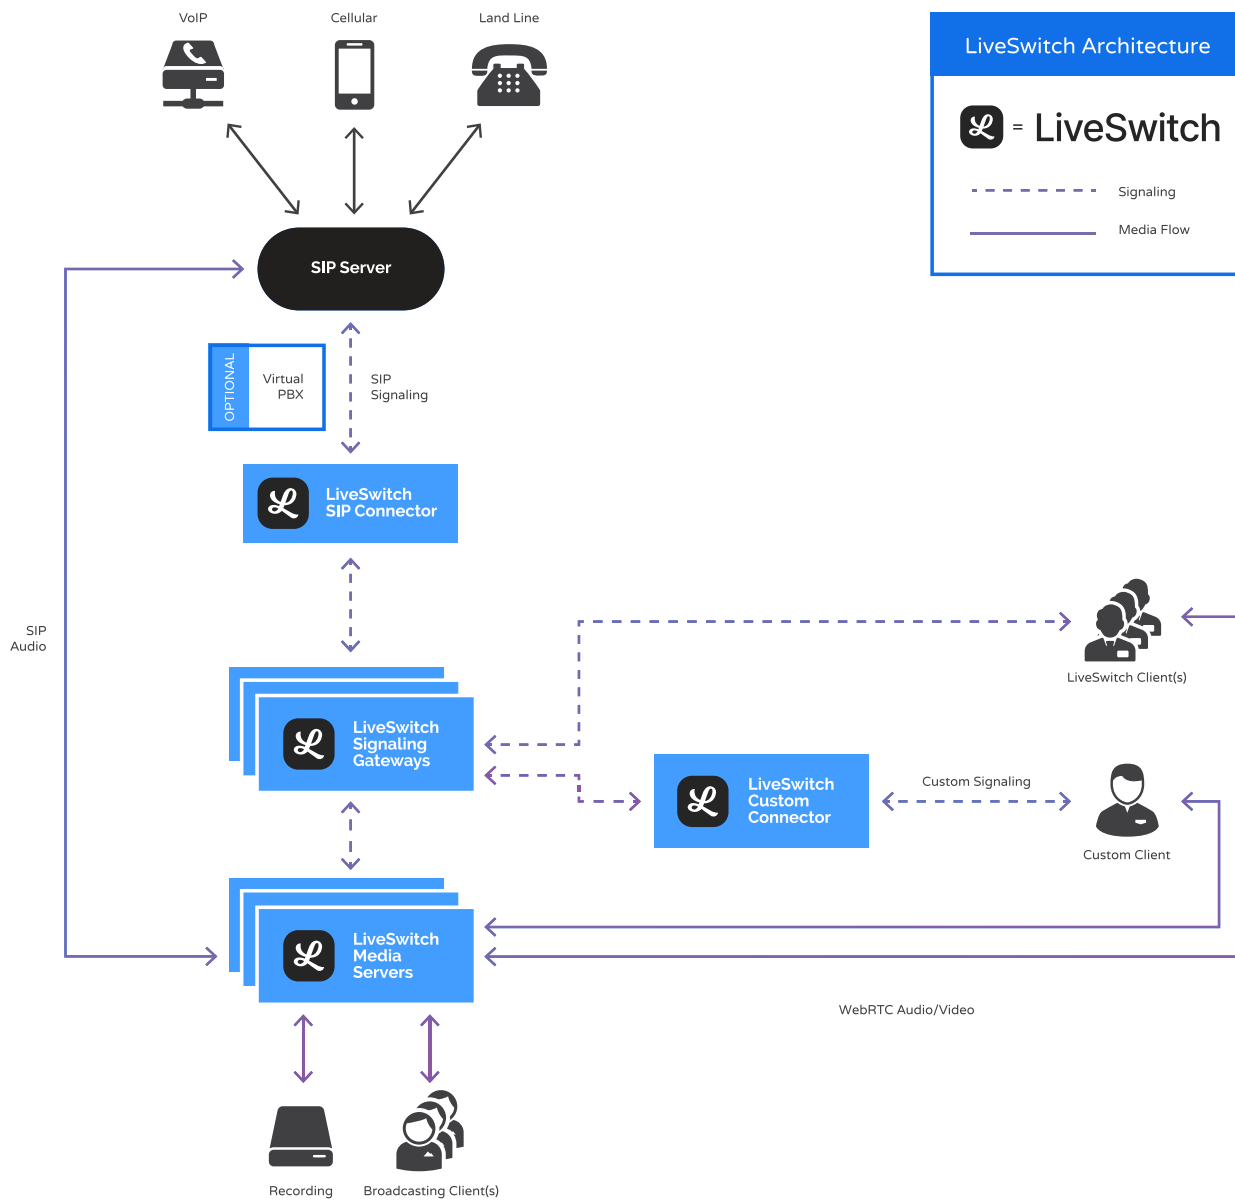 VoIP
Cellular
Land Line
LiveSwitch Architecture
= LiveSwitch
Signaling
Media Flow
SIP Server
OPTIONAL
Virtual
PBX
SIP
Signaling
LiveSwitch
SIP Connector
SIP
Audio
LiveSwitch Client(s)
LiveSwitch
Signaling
Gateways
LiveSwitch
Custom
Connector
Custom Signaling
Custom Client
LiveSwitch
Media
Servers
WebRTC Audio/Video
Recording
Broadcasting Client(s)